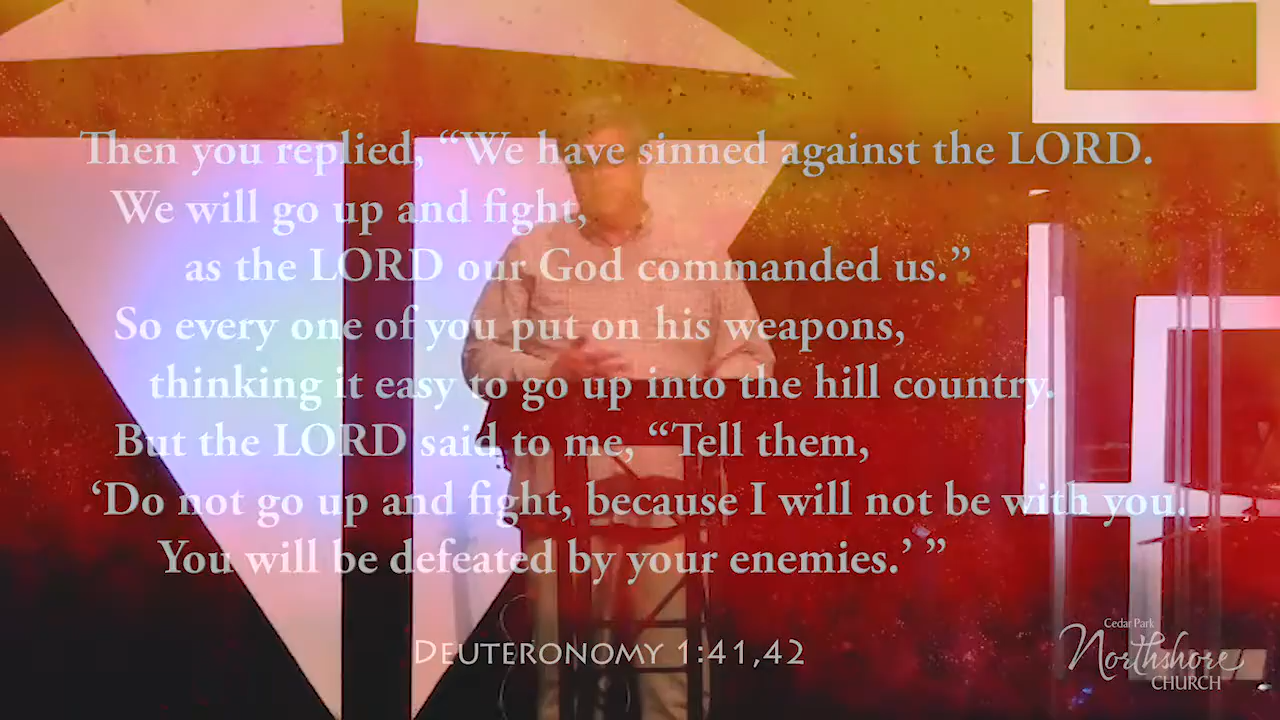 Then you replied, “We have sinned against the LORD.
We will go up and fight,
as the LORD our God commanded us.”
So every one of you put on his weapons,
thinking it easy to go up into the hill country.
But the LORD said to me, “Tell them,
‘Do not go up and fight, because I will not be with you.
You will be defeated by your enemies.’ ”
DEUTERONOMY 1:41,42
Cedar Park
Northshore
CHURCH